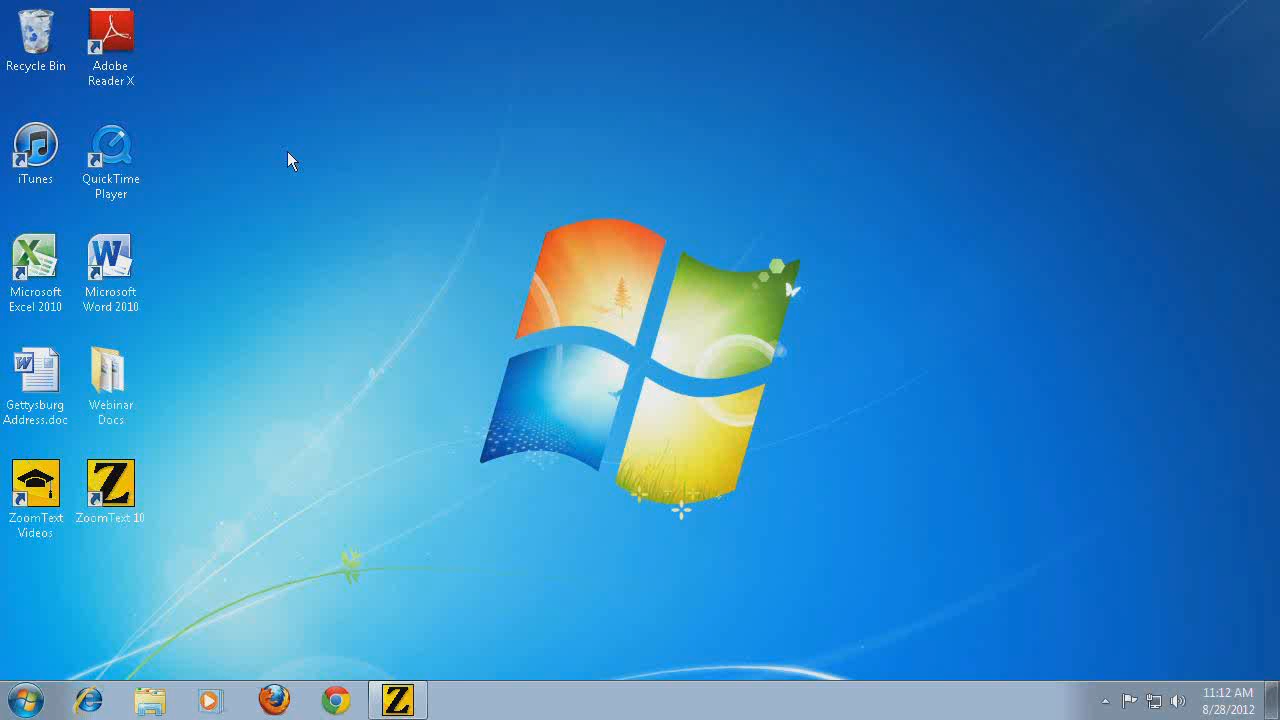 Recycle Bin
Adobe
Reader X
iTunes
QuickTime
Player
Microsoft
Excel 2010
Microsoft
Word 2010
Gettysburg
Address.doc
Webinar
Docs
ZoomText
Videos
ZoomText 10
11:12 AM
8/28/2012